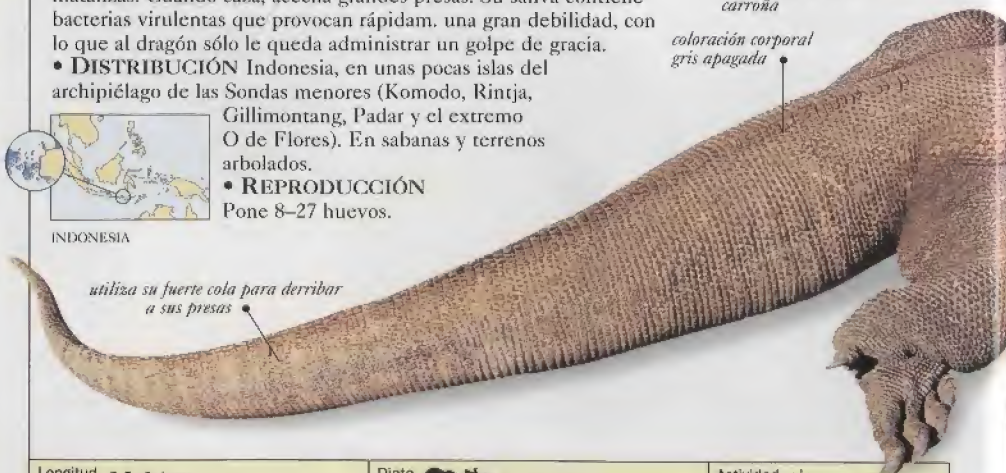 bacterias virulentas que provocan rápidam. una gran debilidad, con
lo que al dragón sólo le queda administrar un golpe de gracia.
• DISTRIBUCIÓN Indonesia, en unas pocas islas del
archipiélago de las Sondas menores (Komodo, Rintja,
Gillimontang, Padar y el extremo
O de Flores). En sabanas y terrenos
arbolados.
• REPRODUCCIÓN
Pone 8–27 huevos.
INDONESIA
carroña
coloración corporal
gris apagada
utiliza su fuerte cola para derribar
a sus presas
Longitud
Dieta
Actividad